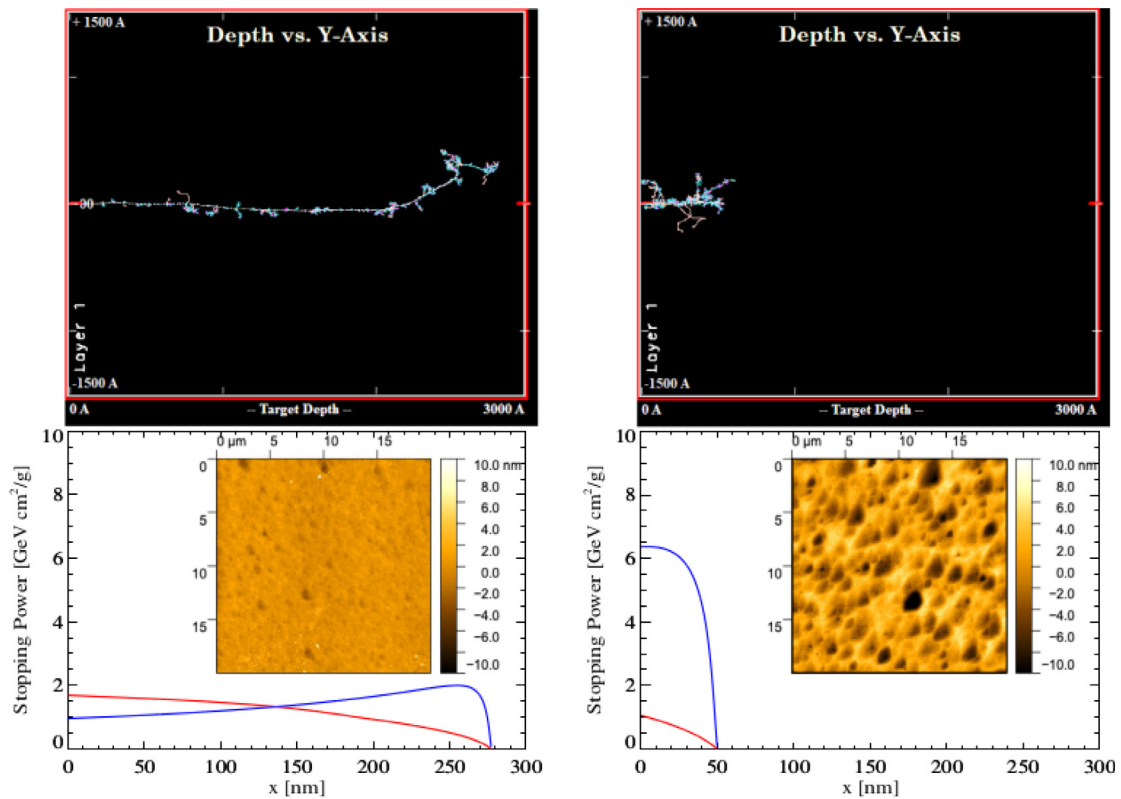 + 1500 A
Depth vs. Y-Axis
00
Layer 1
-1500 A
0 A
-- Target Depth --
3000 A
+ 1500 A
Depth vs. Y-Axis
Layer 1
-1500 A
0 A
-- Target Depth --
3000 A
Stopping Power [GeV cm²/g]
10
8
6
4
2
0
0 50 100 150 200 250 300
x [nm]
0 µm 5 10 15
0
5
10
15
10.0 nm
8.0
6.0
4.0
2.0
0.0
−2.0
−4.0
−6.0
−10.0
Stopping Power [GeV cm²/g]
10
8
6
4
2
0
0 50 100 150 200 250 300
x [nm]
0 µm 5 10 15
0
5
10
15
10.0 nm
8.0
6.0
4.0
2.0
0.0
−2.0
−4.0
−6.0
−10.0